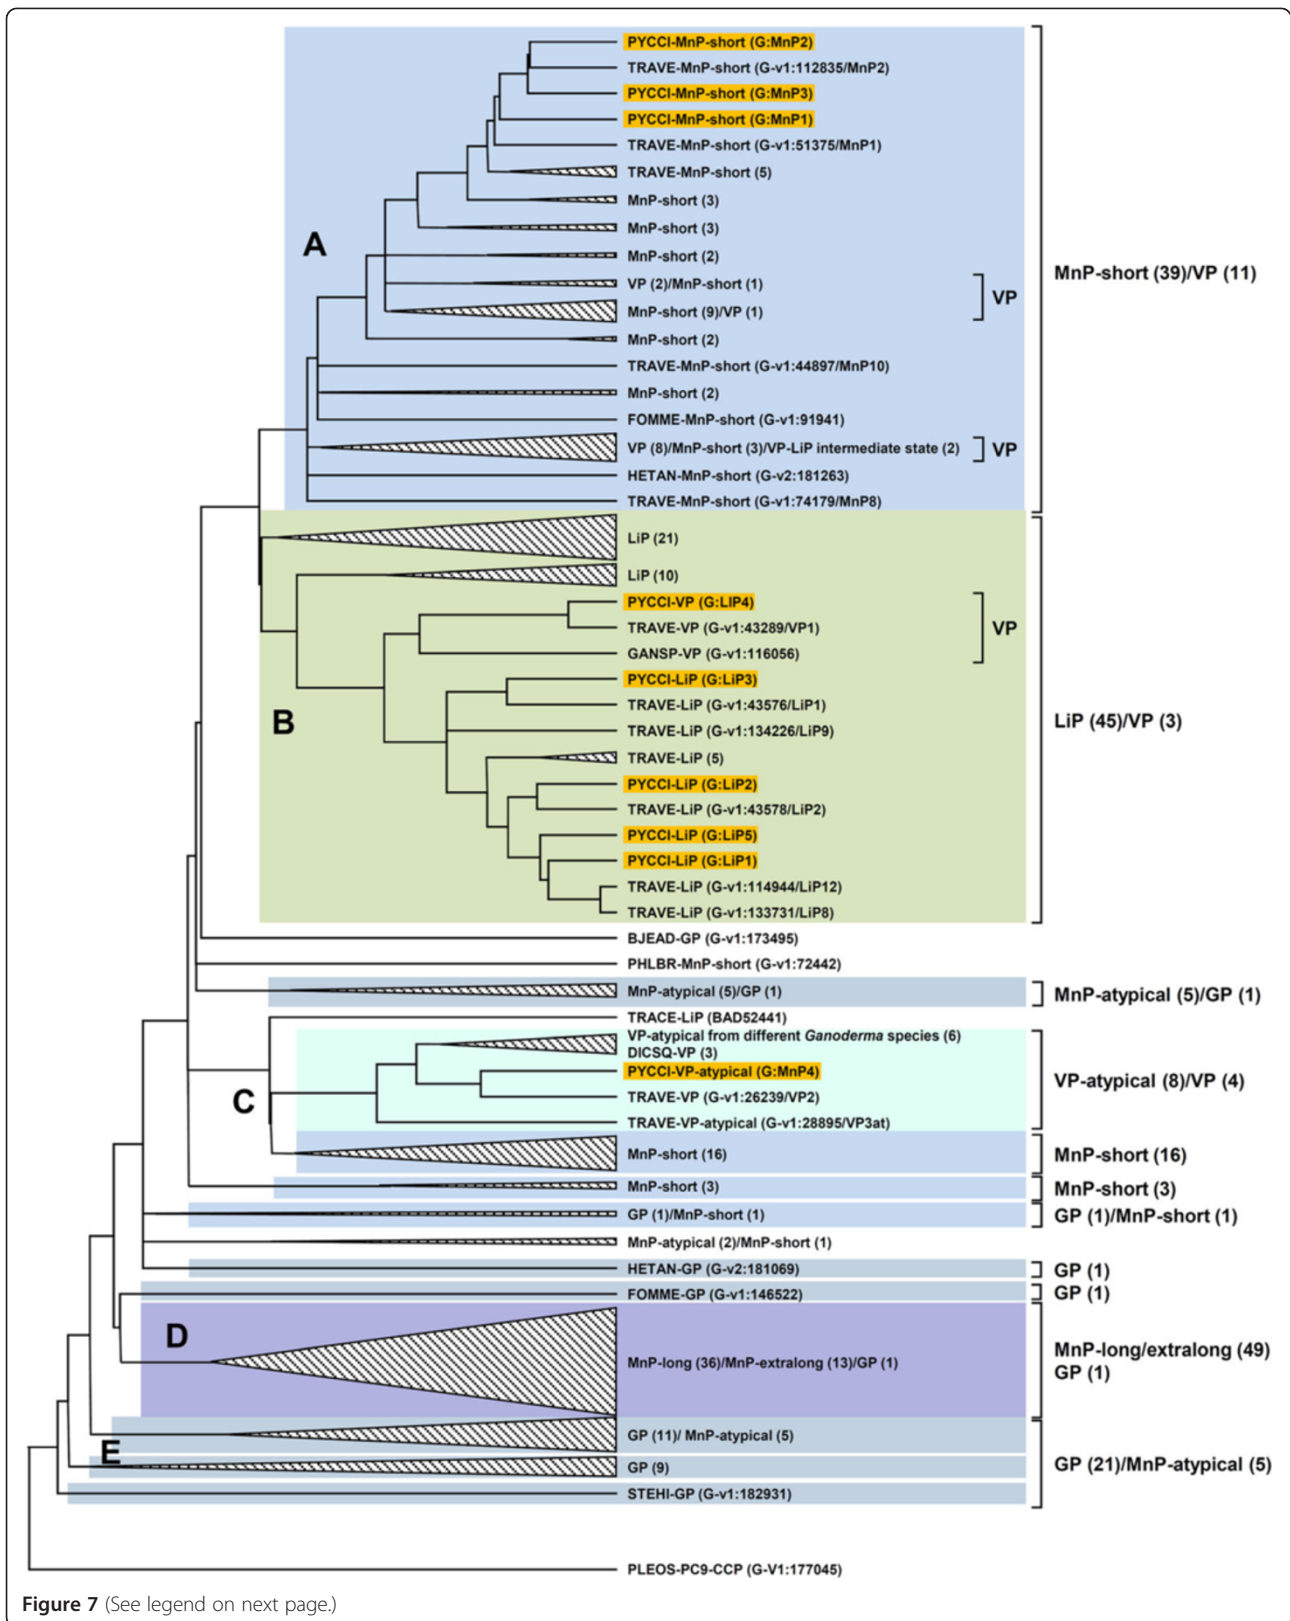 PYCCI-MnP-short (G:MnP2)
TRAVE-MnP-short (G-v1:112835/MnP2)
PYCCI-MnP-short (G:MnP3)
PYCCI-MnP-short (G:MnP1)
TRAVE-MnP-short (G-v1:51375/MnP1)
TRAVE-MnP-short (5)
MnP-short (3)
MnP-short (3)
A
MnP-short (2)
MnP-short (39)/VP (11)
VP (2)/MnP-short (1)
VP
MnP-short (9)/VP (1)
MnP-short (2)
TRAVE-MnP-short (G-v1:44897/MnP10)
MnP-short (2)
FOMME-MnP-short (G-v1:91941)
VP (8)/MnP-short (3)/VP-LiP intermediate state (2)
VP
HETAN-MnP-short (G-v2:181263)
TRAVE-MnP-short (G-v1:74179/MnP8)
LiP (21)
LiP (10)
PYCCI-VP (G:LIP4)
TRAVE-VP (G-v1:43289/VP1)
VP
GANSP-VP (G-v1:116056)
PYCCI-LiP (G:LiP3)
TRAVE-LiP (G-v1:43576/LiP1)
B
LiP (45)/VP (3)
TRAVE-LiP (G-v1:134226/LiP9)
TRAVE-LiP (5)
PYCCI-LiP (G:LiP2)
TRAVE-LiP (G-v1:43578/LiP2)
PYCCI-LiP (G:LiP5)
PYCCI-LiP (G:LiP1)
TRAVE-LiP (G-v1:114944/LiP12)
TRAVE-LiP (G-v1:133731/LiP8)
BJEAD-GP (G-v1:173495)
PHLBR-MnP-short (G-v1:72442)
MnP-atypical (5)/GP (1)
MnP-atypical (5)/GP (1)
TRACE-LiP (BAD52441)
VP-atypical from different Ganoderma species (6)
DICSQ-VP (3)
PYCCI-VP-atypical (G:MnP4)
VP-atypical (8)/VP (4)
C
TRAVE-VP (G-v1:26239/VP2)
TRAVE-VP-atypical (G-v1:28895/VP3at)
MnP-short (16)
MnP-short (16)
MnP-short (3)
MnP-short (3)
GP (1)/MnP-short (1)
GP (1)/MnP-short (1)
MnP-atypical (2)/MnP-short (1)
HETAN-GP (G-v2:181069)
GP (1)
FOMME-GP (G-v1:146522)
GP (1)
D
MnP-long (36)/MnP-extralong (13)/GP (1)
MnP-long/extralong (49)
GP (1)
GP (11)/ MnP-atypical (5)
E
GP (9)
GP (21)/MnP-atypical (5)
STEHI-GP (G-v1:182931)
PLEOS-PC9-CCP (G-V1:177045)
Figure 7 (See legend on next page.)